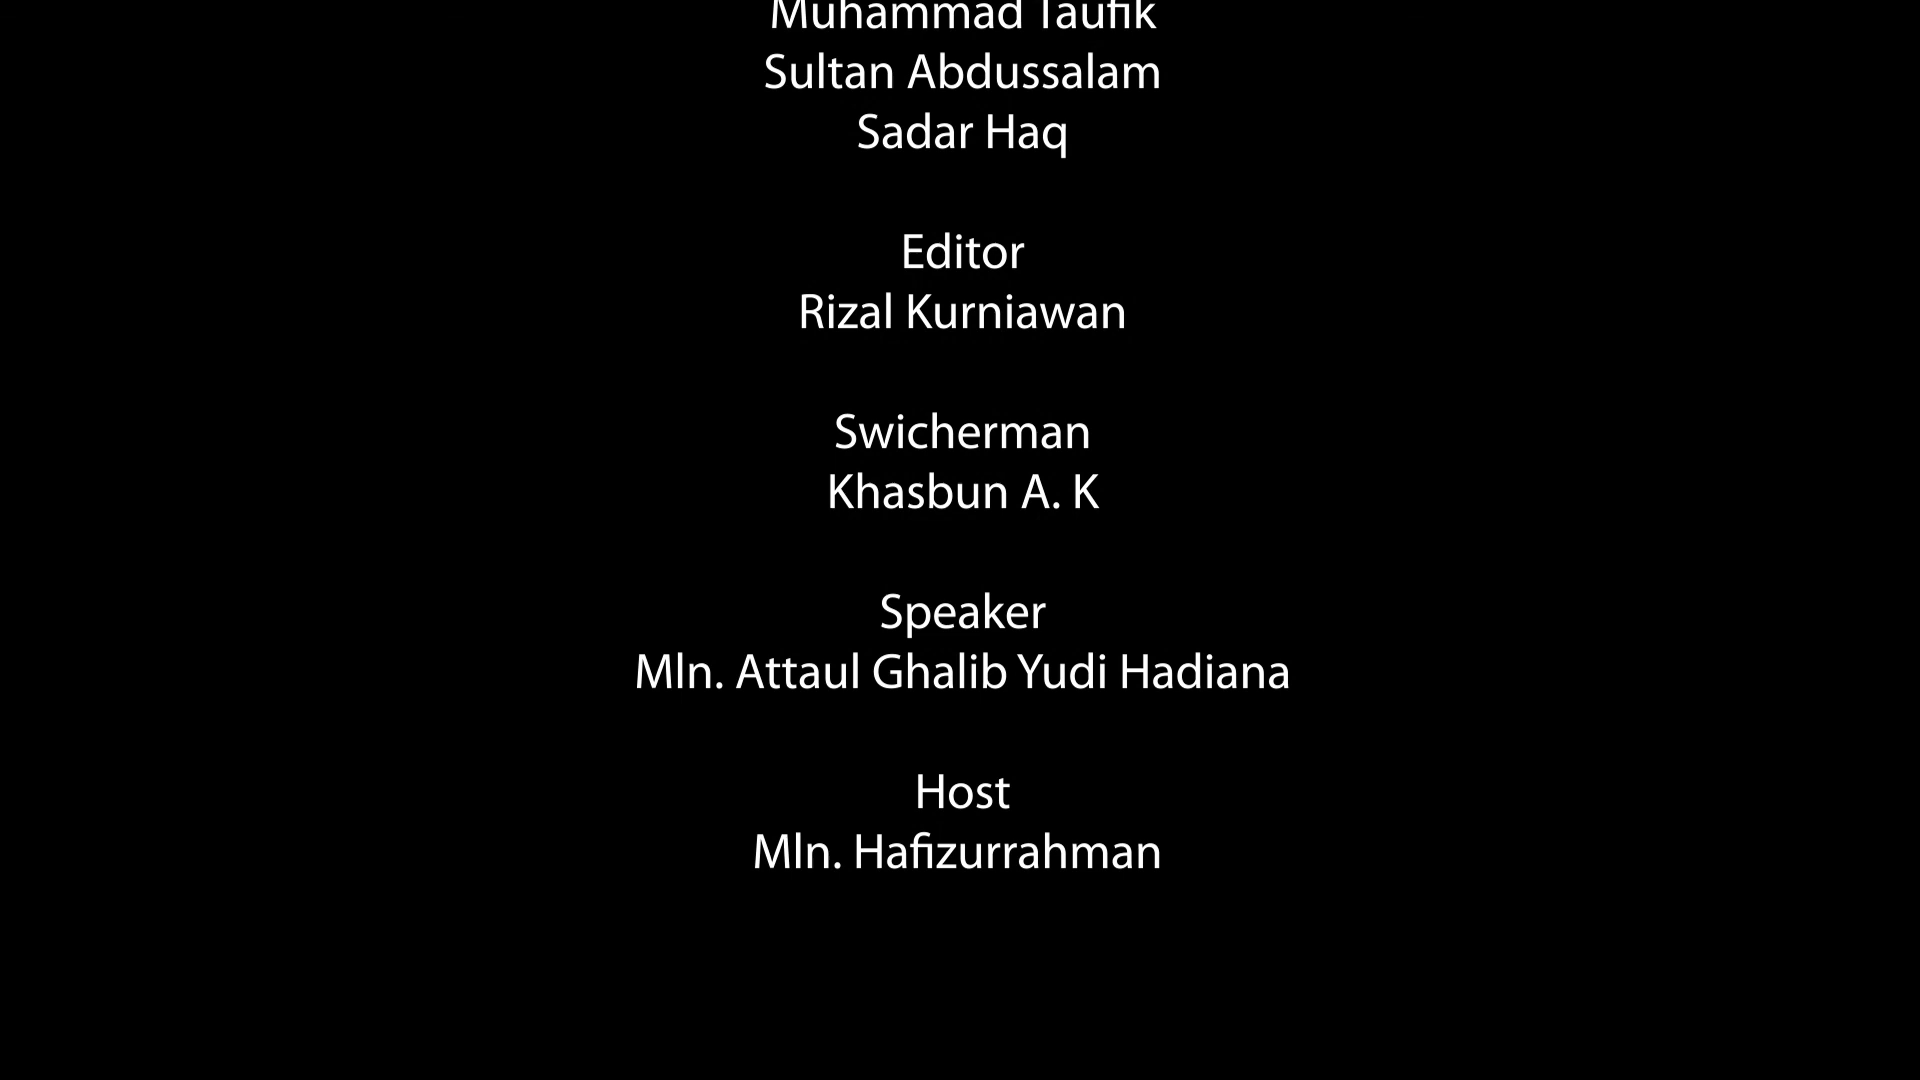 Muhammad Taufik
Sultan Abdussalam
Sadar Haq
Editor
Rizal Kurniawan
Swicherman
Khasbun A. K
Speaker
Mln. Attaul Ghalib Yudi Hadiana
Host
Mln. Hafizurrahman